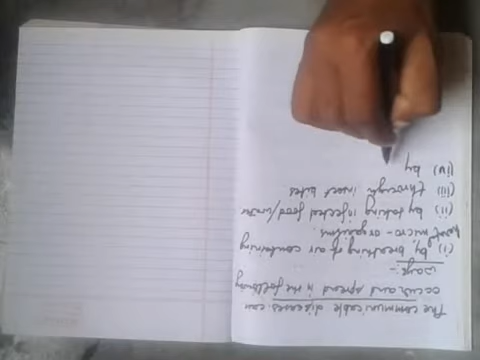 The communicable diseases can
occur and spread in the following
ways:-
(i) by breathing of air containing
micro-organisms.
(ii) by taking infected food/water
(iii) through insect bites
(iv) by